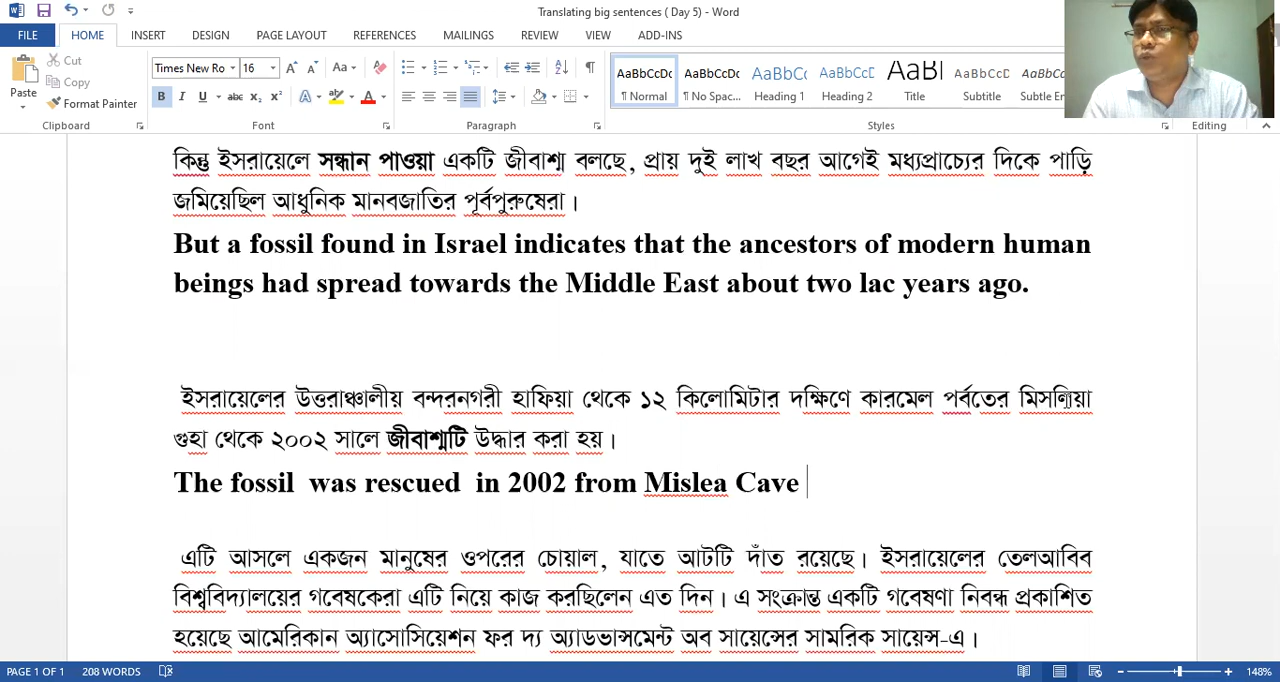 Translating big sentences ( Day 5) - Word
FILE HOME INSERT DESIGN PAGE LAYOUT REFERENCES MAILINGS REVIEW VIEW ADD-INS
Cut
Copy
Paste
Format Painter
Times New Ro 16
AaBbCcDc AaBbCcDc AaBbC AaBbCcD AaBI AaBbCcD AaBbCcD
¶ Normal ¶ No Spac... Heading 1 Heading 2 Title Subtitle Subtle En
Clipboard Font Paragraph Styles Editing
কিন্তু ইসরায়েলে সন্ধান পাওয়া একটি জীবাশ্ম বলছে, প্রায় দুই লাখ বছর আগেই মধ্যপ্রাচ্যের দিকে পাড়ি
জমিয়েছিল আধুনিক মানবজাতির পূর্বপুরুষেরা।
But a fossil found in Israel indicates that the ancestors of modern human
beings had spread towards the Middle East about two lac years ago.
ইসরায়েলের উত্তরাঞ্চালীয় বন্দরনগরী হাফিয়া থেকে ১২ কিলোমিটার দক্ষিণে কারমেল পর্বতের মিসলিয়া
গুহা থেকে ২০০২ সালে জীবাশ্মটি উদ্ধার করা হয়।
The fossil was rescued in 2002 from Mislea Cave
এটি আসলে একজন মানুষের ওপরের চোয়াল, যাতে আটটি দাঁত রয়েছে। ইসরায়েলের তেলআবিব
বিশ্ববিদ্যালয়ের গবেষকেরা এটি নিয়ে কাজ করছিলেন এত দিন। এ সংক্রান্ত একটি গবেষণা নিবন্ধ প্রকাশিত
হয়েছে আমেরিকান অ্যাসোসিয়েশন ফর দ্য অ্যাডভান্সমেন্ট অব সায়েন্সের সামরিক সায়েন্স-এ।
PAGE 1 OF 1 208 WORDS 148%